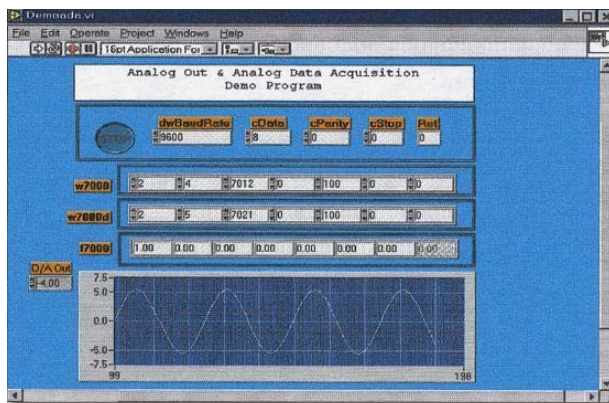 Demoada.vi
File Edit Operate Project Windows Help
16pt Application For
Analog Out & Analog Data Acquisition
Demo Program
dwBaudRate cData cParity cStop Ret
9600 8 0 0 0
STOP
w7000 2 4 7012 0 100 0 0
w7000d 2 5 7021 0 100 0 0
f7000 1.00 0.00 0.00 0.00 0.00 0.00 0.00 0.00
D/A Out
-4.00
7.5
5.0
0.0
-5.0
-7.5
99 198